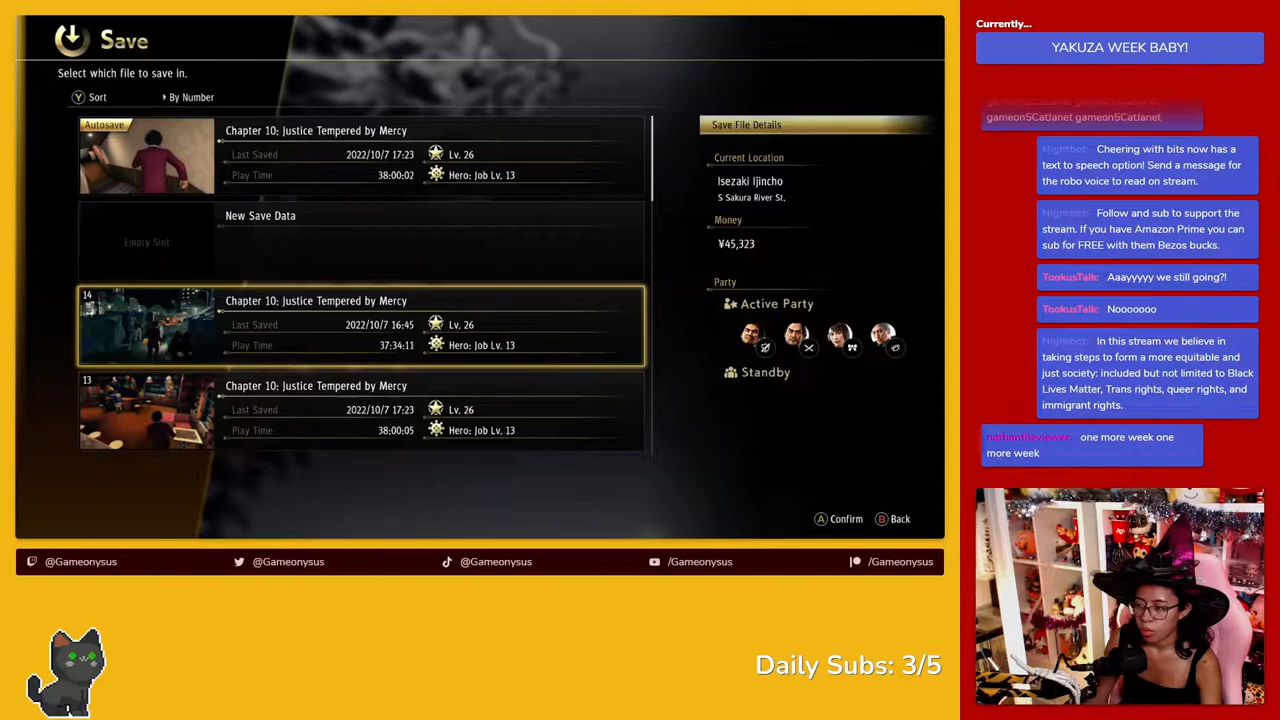 Save
Select which file to save in.
Y Sort
By Number
Autosave
Chapter 10: Justice Tempered by Mercy
Last Saved 2022/10/7 17:23 Lv. 26
Play Time 38:00:02 Hero: Job Lv. 13
New Save Data
Empty Slot
14
Chapter 10: Justice Tempered by Mercy
Last Saved 2022/10/7 16:45 Lv. 26
Play Time 37:34:11 Hero: Job Lv. 13
13
Chapter 10: Justice Tempered by Mercy
Last Saved 2022/10/7 17:23 Lv. 26
Play Time 38:00:05 Hero: Job Lv. 13
Save File Details
Current Location
Isezaki Ijincho
S Sakura River St.
Money
¥45,323
Party
Active Party
Standby
A Confirm B Back
@Gameonysus @Gameonysus @Gameonysus /Gameonysus /Gameonysus
Daily Subs: 3/5
Currently...
YAKUZA WEEK BABY!
gameon5CatJanet gameon5CatJanet
Nightbot: Cheering with bits now has a
text to speech option! Send a message for
the robo voice to read on stream.
Nightbot: Follow and sub to support the
stream. If you have Amazon Prime you can
sub for FREE with them Bezos bucks.
TookusTalk: Aaayyyyy we still going?!
TookusTalk: Nooooooo
Nightbot: In this stream we believe in
taking steps to form a more equitable and
just society: included but not limited to Black
Lives Matter, Trans rights, queer rights, and
immigrant rights.
nathantheviewer: one more week one
more week